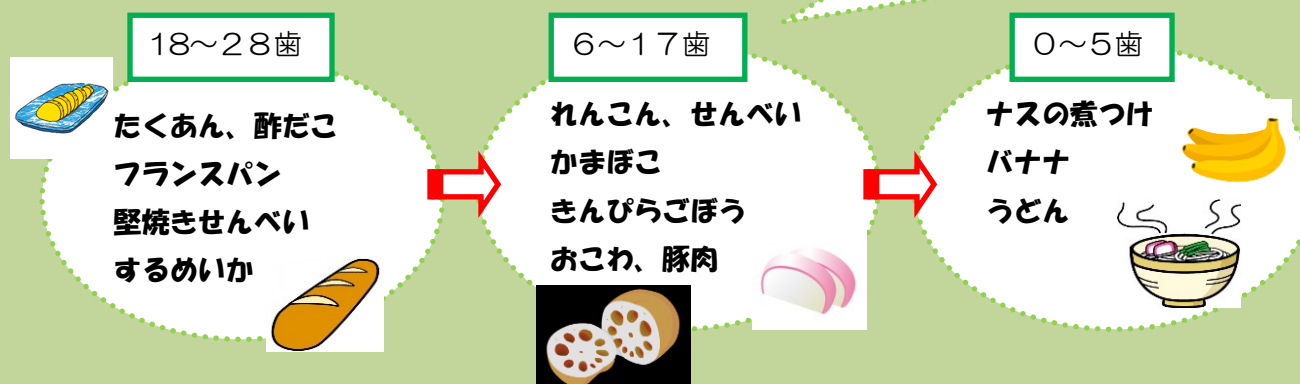 18～28歯
たくあん、酢だこ
フランスパン
堅焼きせんべい
するめいか
6～17歯
れんこん、せんべい
かまぼこ
きんぴらごぼう
おこわ、豚肉
0～5歯
ナスの煮つけ
バナナ
うどん